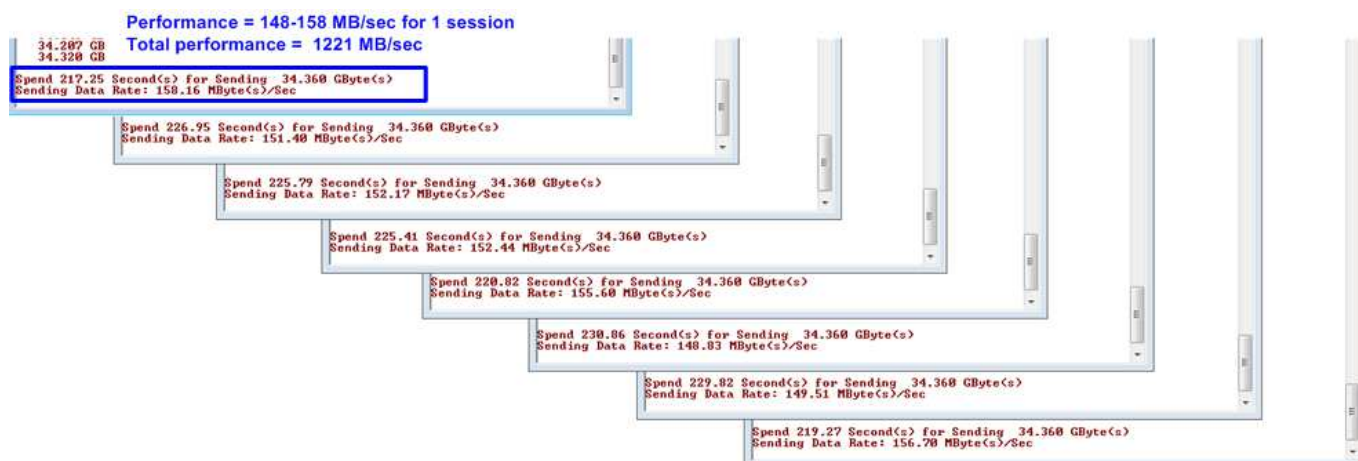 Performance = 148-158 MB/sec for 1 session
Total performance = 1221 MB/sec
34.207 GB
34.320 GB
Spend 217.25 Second(s) for Sending 34.360 GByte(s)
Sending Data Rate: 158.16 MByte(s)/Sec
Spend 226.95 Second(s) for Sending 34.360 GByte(s)
Sending Data Rate: 151.40 MByte(s)/Sec
Spend 225.79 Second(s) for Sending 34.360 GByte(s)
Sending Data Rate: 152.17 MByte(s)/Sec
Spend 225.41 Second(s) for Sending 34.360 GByte(s)
Sending Data Rate: 152.44 MByte(s)/Sec
Spend 220.82 Second(s) for Sending 34.360 GByte(s)
Sending Data Rate: 155.60 MByte(s)/Sec
Spend 230.86 Second(s) for Sending 34.360 GByte(s)
Sending Data Rate: 148.83 MByte(s)/Sec
Spend 229.82 Second(s) for Sending 34.360 GByte(s)
Sending Data Rate: 149.51 MByte(s)/Sec
Spend 219.27 Second(s) for Sending 34.360 GByte(s)
Sending Data Rate: 156.70 MByte(s)/Sec